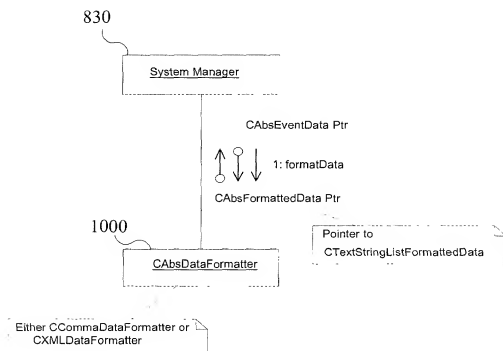 830
System Manager
CAbsEventData Ptr
1: formatData
CAbsFormattedData Ptr
1000
CAbsDataFormatter
Pointer to
CTextStringListFormattedData
Either CCommaDataFormatter or
CXMLDataFormatter